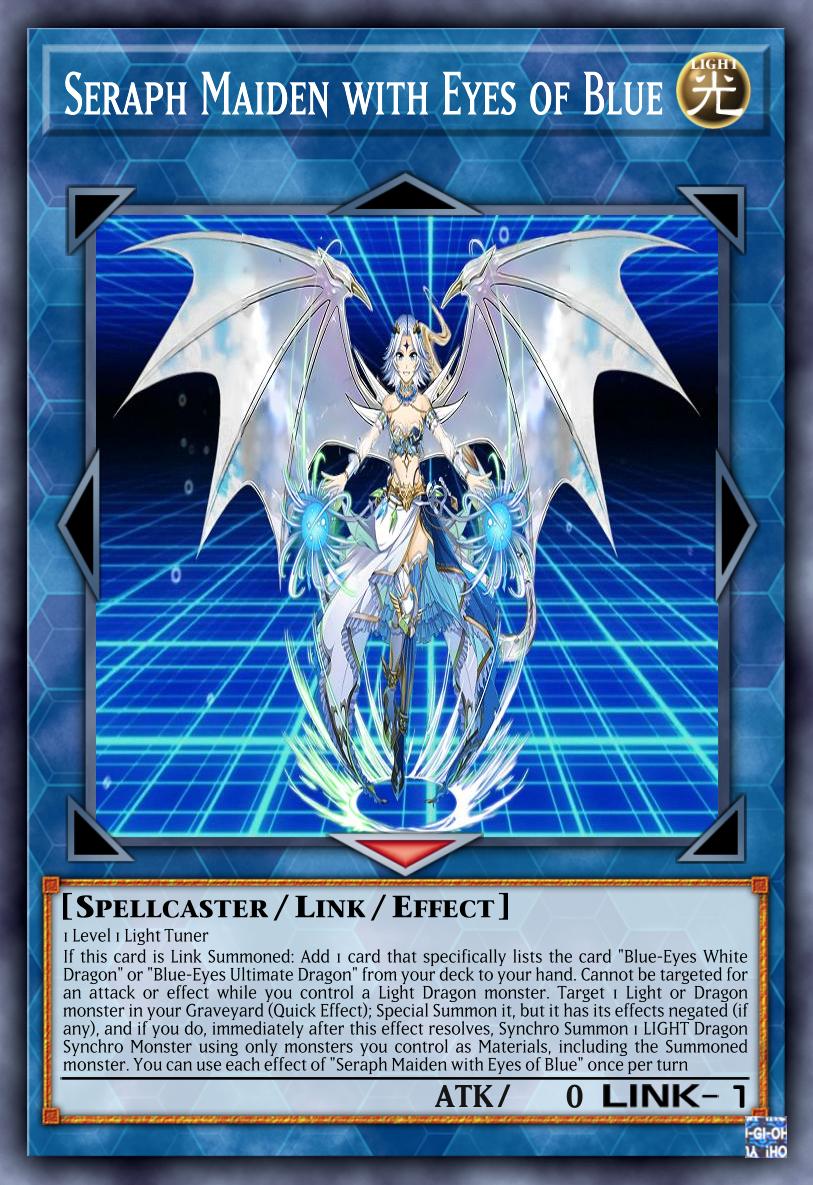 Seraph Maiden with Eyes of Blue
LIGHT
光
[Spellcaster / Link / Effect]
1 Level 1 Light Tuner
If this card is Link Summoned: Add 1 card that specifically lists the card "Blue-Eyes White
Dragon" or "Blue-Eyes Ultimate Dragon" from your deck to your hand. Cannot be targeted for
an attack or effect while you control a Light Dragon monster. Target 1 Light or Dragon
monster in your Graveyard (Quick Effect); Special Summon it, but it has its effects negated (if
any), and if you do, immediately after this effect resolves, Synchro Summon 1 LIGHT Dragon
Synchro Monster using only monsters you control as Materials, including the Summoned
monster. You can use each effect of "Seraph Maiden with Eyes of Blue" once per turn
ATK/ 0 LINK- 1